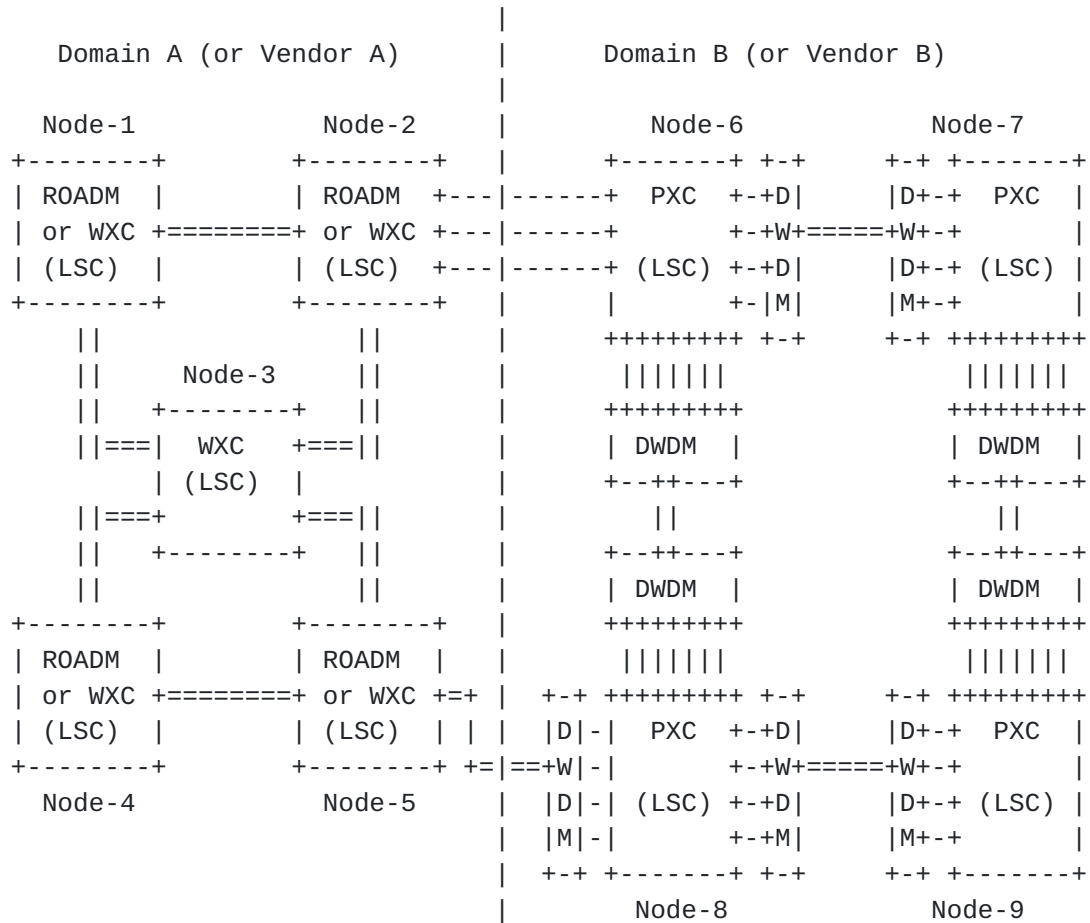 Domain A (or Vendor A) Domain B (or Vendor B)
Node-1 Node-2 Node-6 Node-7
ROADM ROADM PXC D D PXC
or WXC or WXC W W
(LSC) (LSC) (LSC) D D (LSC)
M M
Node-3
WXC DWDM DWDM
(LSC)
DWDM DWDM
ROADM ROADM
or WXC or WXC
(LSC) (LSC) D PXC D D PXC
W W W
Node-4 Node-5 D (LSC) D D (LSC)
M M M
Node-8 Node-9